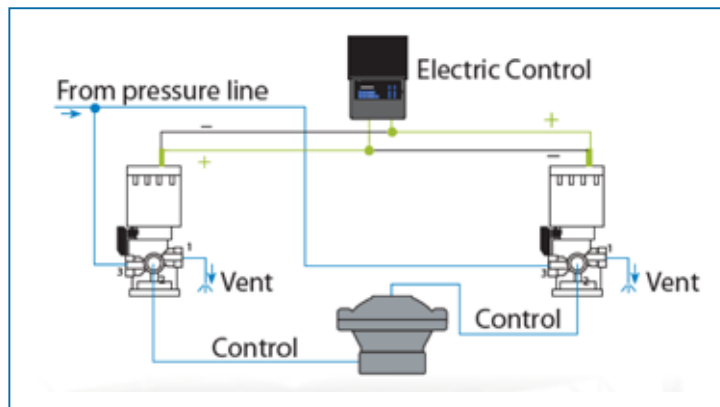 Electric Control
From pressure line
−
+
+
−
1
3
2
Vent
1
3
2
Vent
Control
Control